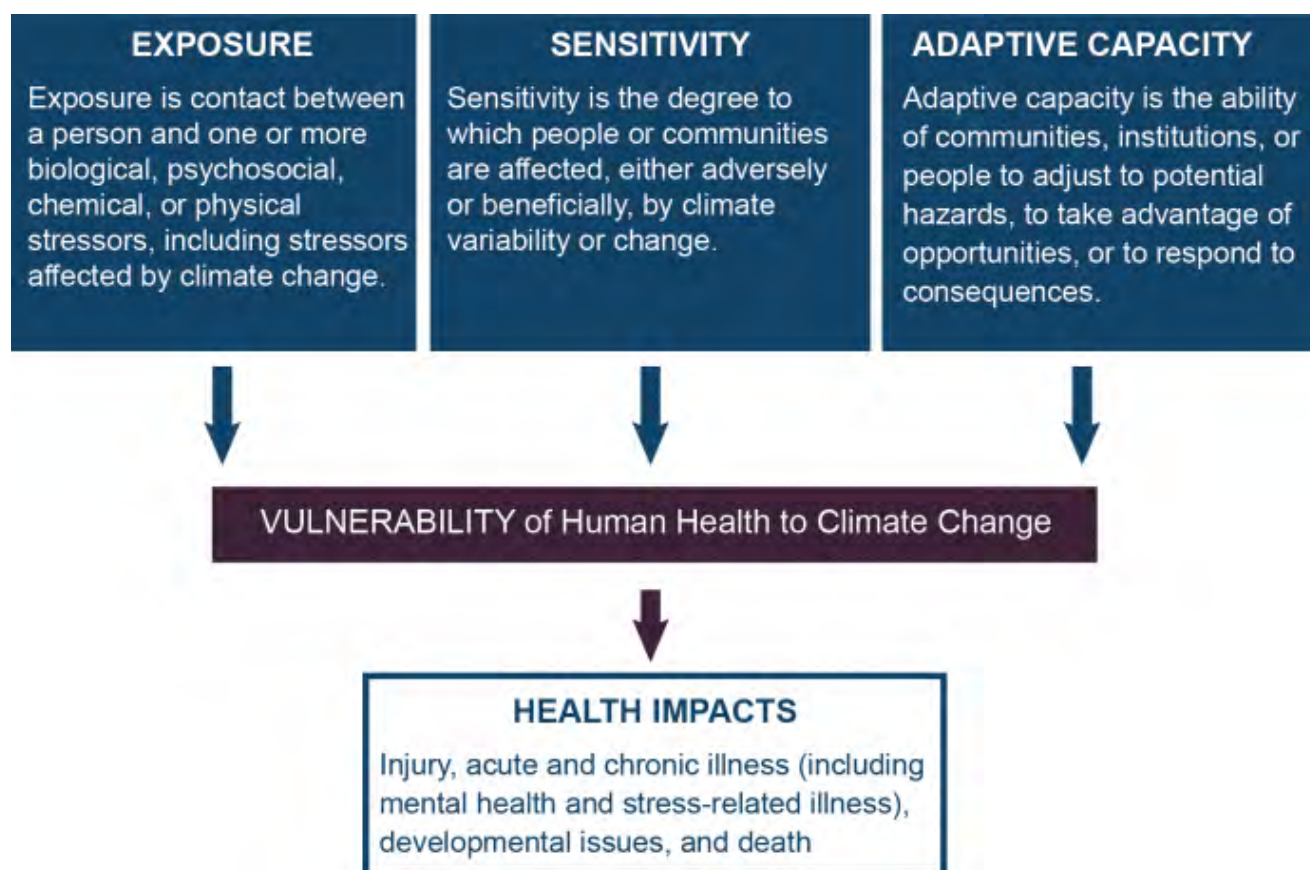 EXPOSURE
Exposure is contact between
a person and one or more
biological, psychosocial,
chemical, or physical
stressors, including stressors
affected by climate change.
SENSITIVITY
Sensitivity is the degree to
which people or communities
are affected, either adversely
or beneficially, by climate
variability or change.
ADAPTIVE CAPACITY
Adaptive capacity is the ability
of communities, institutions, or
people to adjust to potential
hazards, to take advantage of
opportunities, or to respond to
consequences.
VULNERABILITY of Human Health to Climate Change
HEALTH IMPACTS
Injury, acute and chronic illness (including
mental health and stress-related illness),
developmental issues, and death